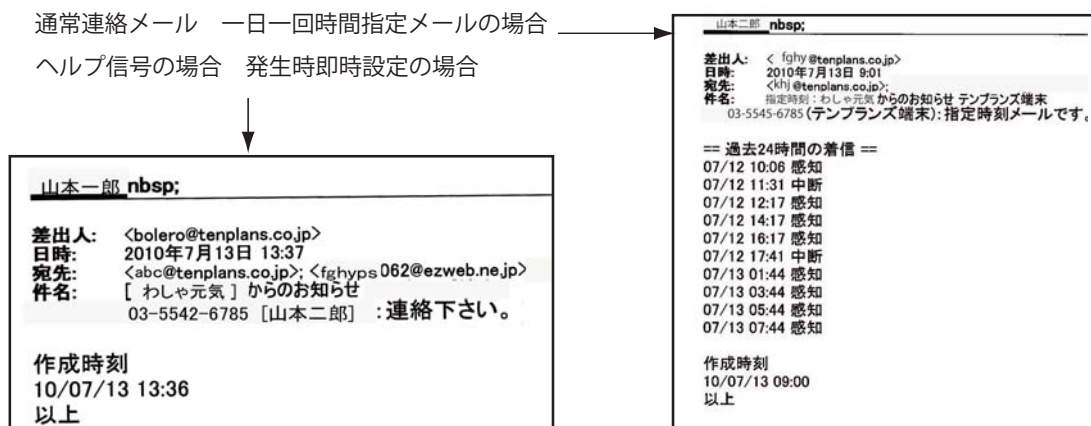 通常連絡メール 一日一回時間指定メールの場合
ヘルプ信号の場合 発生時即時設定の場合
山本一郎 nbsp;
差出人: <bolero@tenplans.co.jp>
日時: 2010年7月13日 13:37
宛先: <abc@tenplans.co.jp>; <fghyps062@ezweb.ne.jp>
件名: [ わしゃ元気 ] からのお知らせ
03-5542-6785 [山本二郎] :連絡下さい。
作成時刻
10/07/13 13:36
以上
山本二郎 nbsp;
差出人: < fghy@tenplans.co.jp>
日時: 2010年7月13日 9:01
宛先: <khj@tenplans.co.jp>;
件名: 指定時刻:わしゃ元気からのお知らせ テンプランズ端末
03-5545-6785(テンプランズ端末):指定時刻メールです。
== 過去24時間の着信 ==
07/12 10:06 感知
07/12 11:31 中断
07/12 12:17 感知
07/12 14:17 感知
07/12 16:17 感知
07/12 17:41 中断
07/13 01:44 感知
07/13 03:44 感知
07/13 05:44 感知
07/13 07:44 感知
作成時刻
10/07/13 09:00
以上